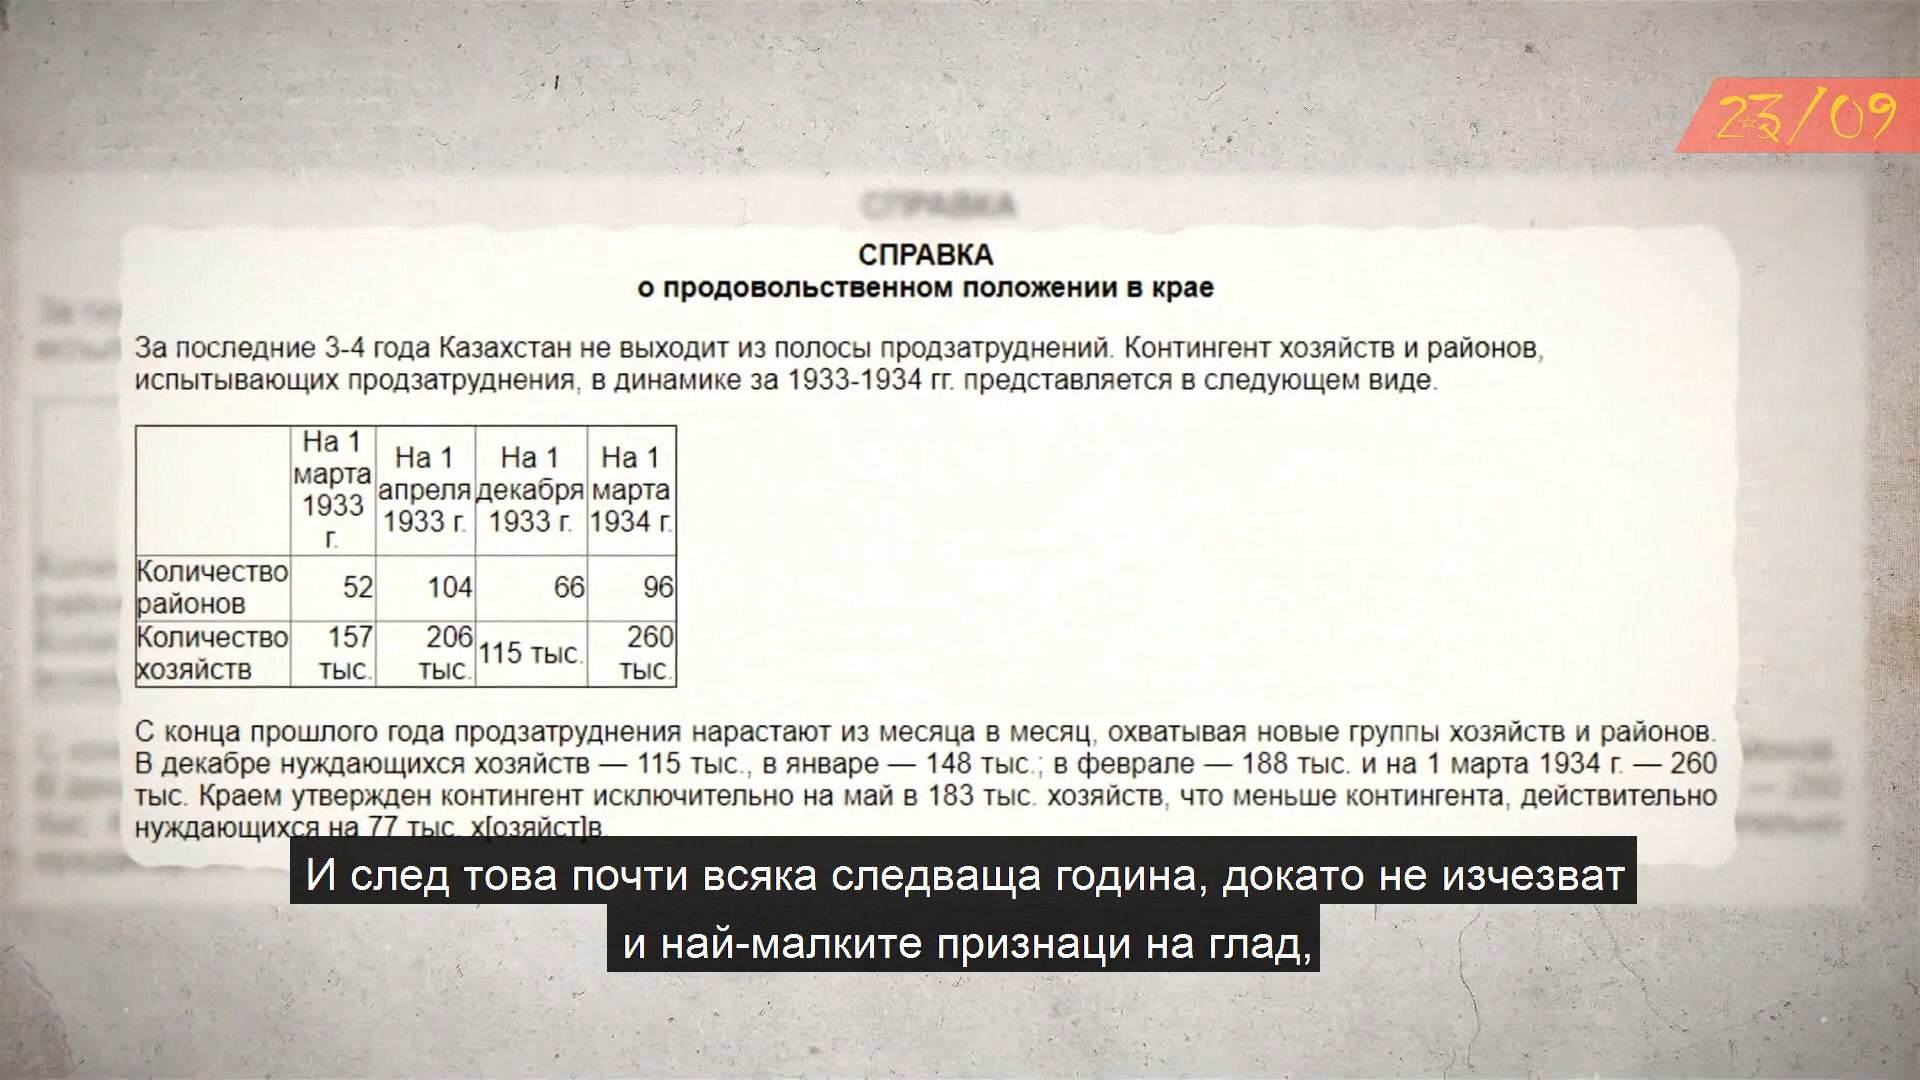 23/09
СПРАВКА
СПРАВКА
о продовольственном положении в крае
За последние 3-4 года Казахстан не выходит из полосы продзатруднений. Контингент хозяйств и районов,
испытывающих продзатруднения, в динамике за 1933-1934 гг. представляется в следующем виде.
На 1 марта 1933 г. На 1 апреля 1933 г. На 1 декабря 1933 г. На 1 марта 1934 г.
Количество районов 52 104 66 96
Количество хозяйств 157 тыс. 206 тыс. 115 тыс. 260 тыс.
С конца прошлого года продзатруднения нарастают из месяца в месяц, охватывая новые группы хозяйств и районов.
В декабре нуждающихся хозяйств — 115 тыс., в январе — 148 тыс.; в феврале — 188 тыс. и на 1 марта 1934 г. — 260
тыс. Краем утвержден контингент исключительно на май в 183 тыс. хозяйств, что меньше контингента, действительно
нуждающихся на 77 тыс. х[озяйст]в.
И след това почти всяка следваща година, докато не изчезват
и най-малките признаци на глад,